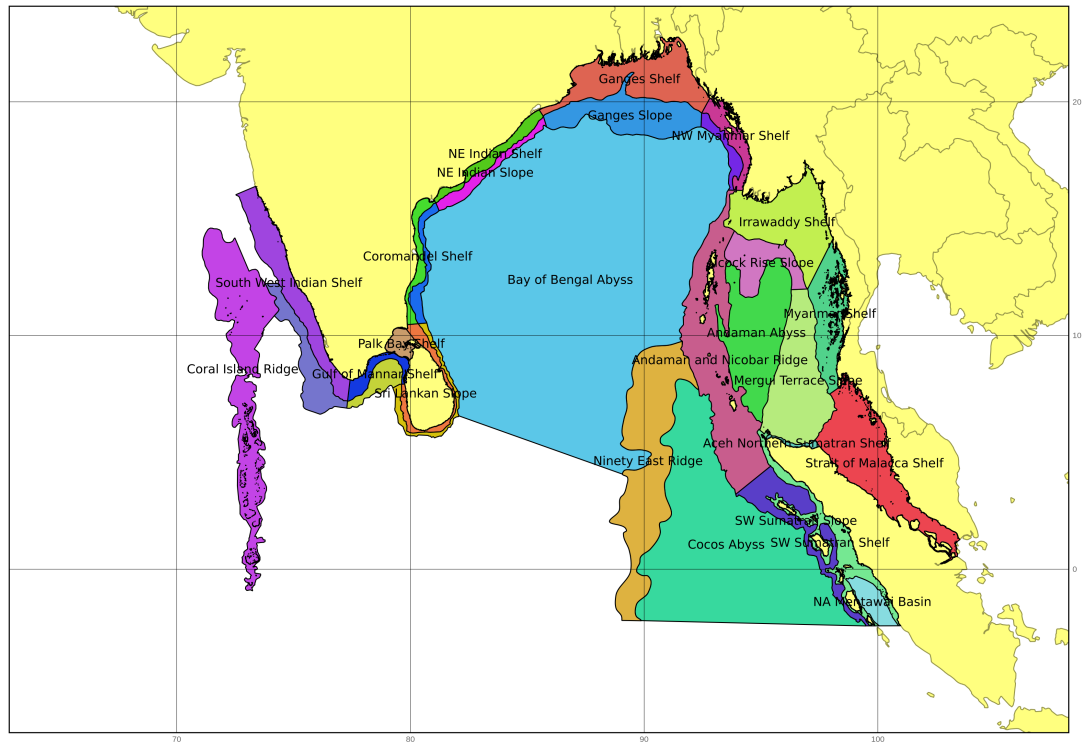 Ganges Shelf
20
Ganges Slope
NW Myanmar Shelf
NE Indian Shelf
NE Indian Slope
Irrawaddy Shelf
Coromandel Shelf
cock Rise Slope
Bay of Bengal Abyss
South West Indian Shelf
Myanmar Shelf
Andaman Abyss
10
Palk Bay Shelf
Andaman and Nicobar Ridge
Coral Island Ridge
Gulf of Mannar Shelf
Mergui Terrace Slope
Sri Lankan Slope
Aceh Northern Sumatran Shelf
Ninety East Ridge
Strait of Malacca Shelf
SW Sumatran Slope
Cocos Abyss
SW Sumatran Shelf
0
NA Mentawai Basin
70
80
90
100